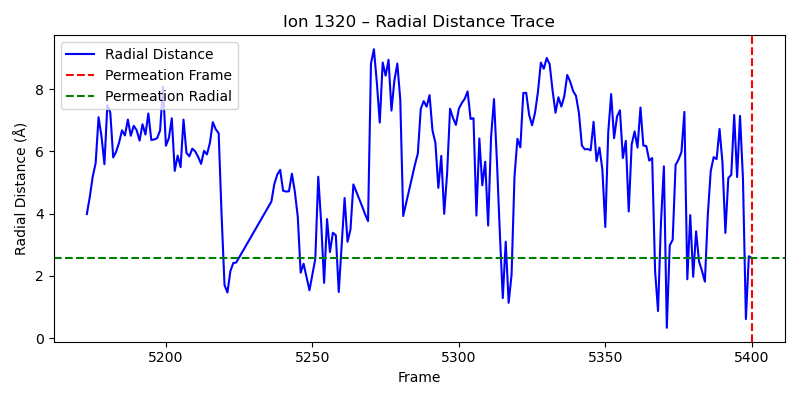 Ion 1320 – Radial Distance Trace
Radial Distance
Permeation Frame
Permeation Radial
Radial Distance (Å)
8
6
4
2
0
5200
5250
5300
5350
5400
Frame